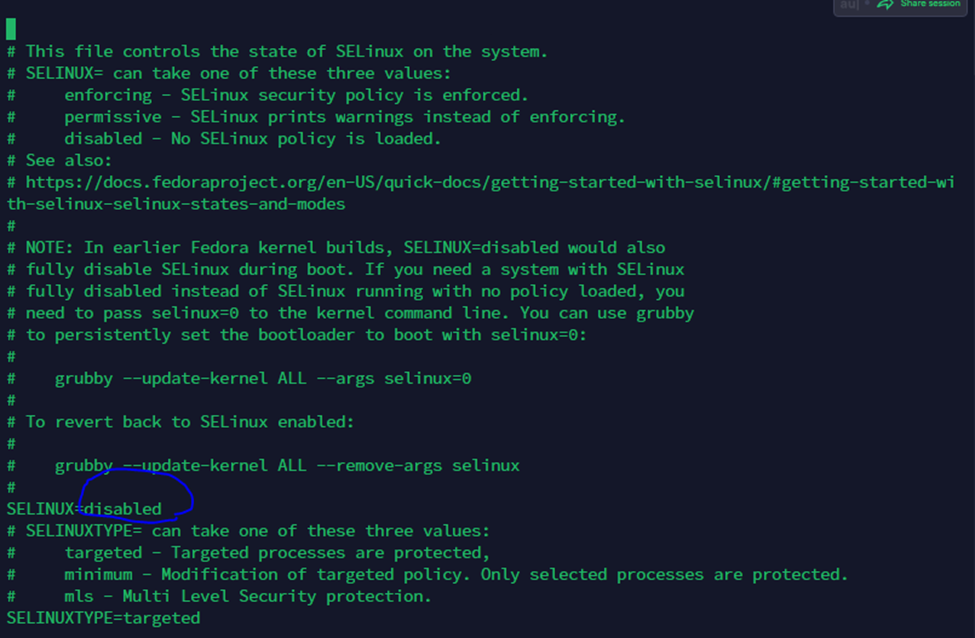 au| * Share session
# This file controls the state of SELinux on the system.
# SELINUX= can take one of these three values:
#     enforcing - SELinux security policy is enforced.
#     permissive - SELinux prints warnings instead of enforcing.
#     disabled - No SELinux policy is loaded.
# See also:
# https://docs.fedoraproject.org/en-US/quick-docs/getting-started-with-selinux/#getting-started-wi
th-selinux-selinux-states-and-modes
#
# NOTE: In earlier Fedora kernel builds, SELINUX=disabled would also
# fully disable SELinux during boot. If you need a system with SELinux
# fully disabled instead of SELinux running with no policy loaded, you
# need to pass selinux=0 to the kernel command line. You can use grubby
# to persistently set the bootloader to boot with selinux=0:
#
#    grubby --update-kernel ALL --args selinux=0
#
# To revert back to SELinux enabled:
#
#    grubby --update-kernel ALL --remove-args selinux
#
SELINUX=disabled
# SELINUXTYPE= can take one of these three values:
#     targeted - Targeted processes are protected,
#     minimum - Modification of targeted policy. Only selected processes are protected.
#     mls - Multi Level Security protection.
SELINUXTYPE=targeted